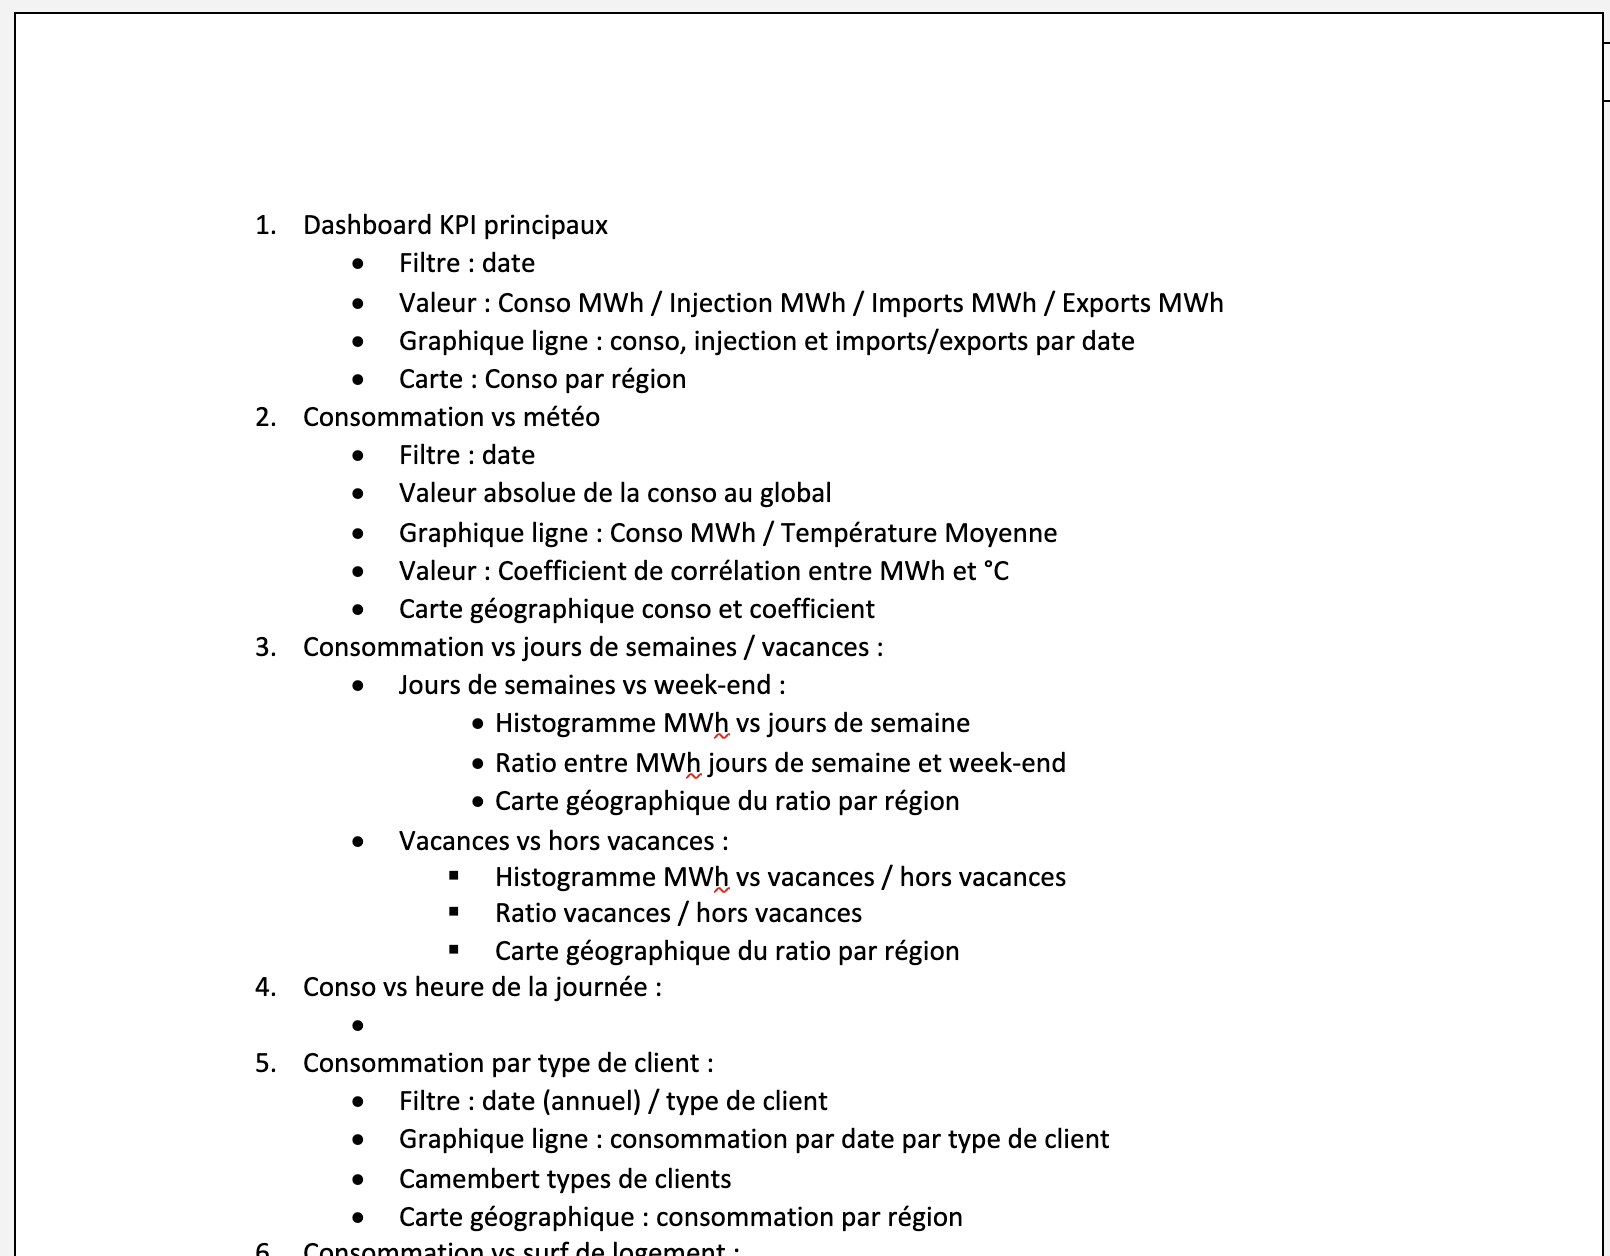 1. Dashboard KPI principaux
• Filtre : date
• Valeur : Conso MWh / Injection MWh / Imports MWh / Exports MWh
• Graphique ligne : conso, injection et imports/exports par date
• Carte : Conso par région
2. Consommation vs météo
• Filtre : date
• Valeur absolue de la conso au global
• Graphique ligne : Conso MWh / Température Moyenne
• Valeur : Coefficient de corrélation entre MWh et °C
• Carte géographique conso et coefficient
3. Consommation vs jours de semaines / vacances :
• Jours de semaines vs week-end :
• Histogramme MWh vs jours de semaine
• Ratio entre MWh jours de semaine et week-end
• Carte géographique du ratio par région
• Vacances vs hors vacances :
▪ Histogramme MWh vs vacances / hors vacances
▪ Ratio vacances / hors vacances
▪ Carte géographique du ratio par région
4. Conso vs heure de la journée :
•
5. Consommation par type de client :
• Filtre : date (annuel) / type de client
• Graphique ligne : consommation par date par type de client
• Camembert types de clients
• Carte géographique : consommation par région
6. Consommation vs surf de logement :